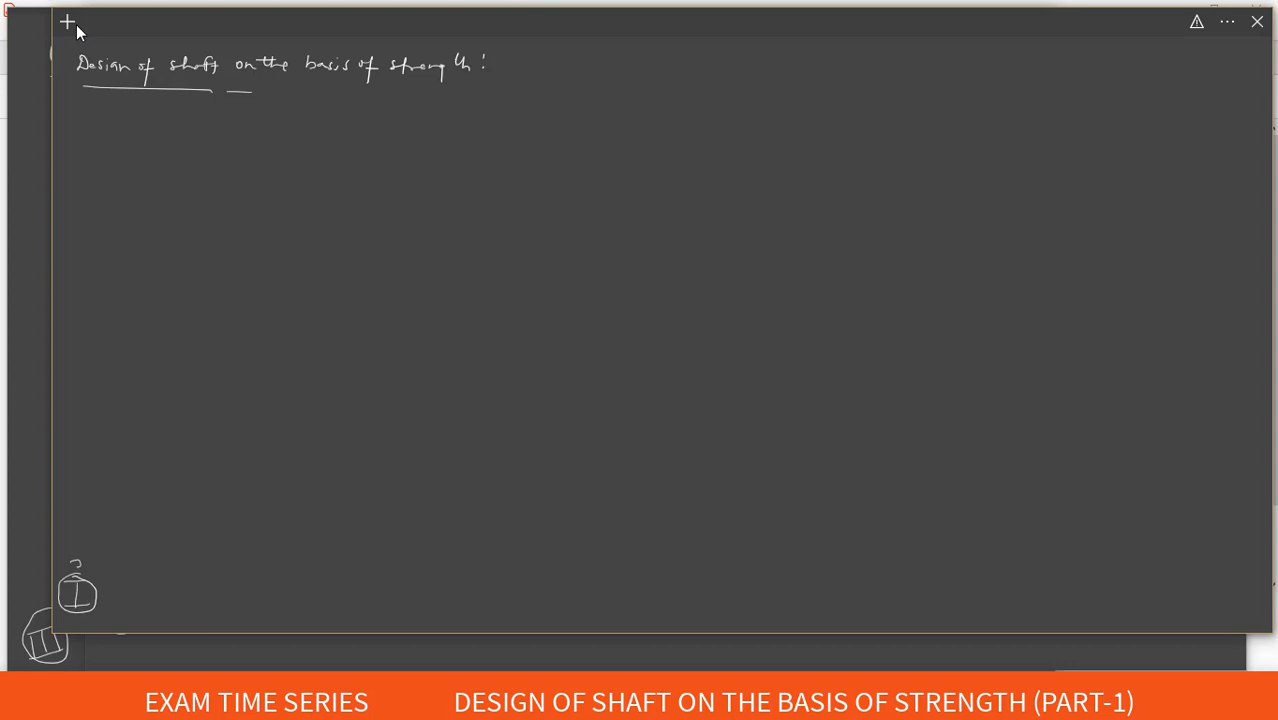 Design of shaft on the basis of strength :
I
III
EXAM TIME SERIES DESIGN OF SHAFT ON THE BASIS OF STRENGTH (PART-1)